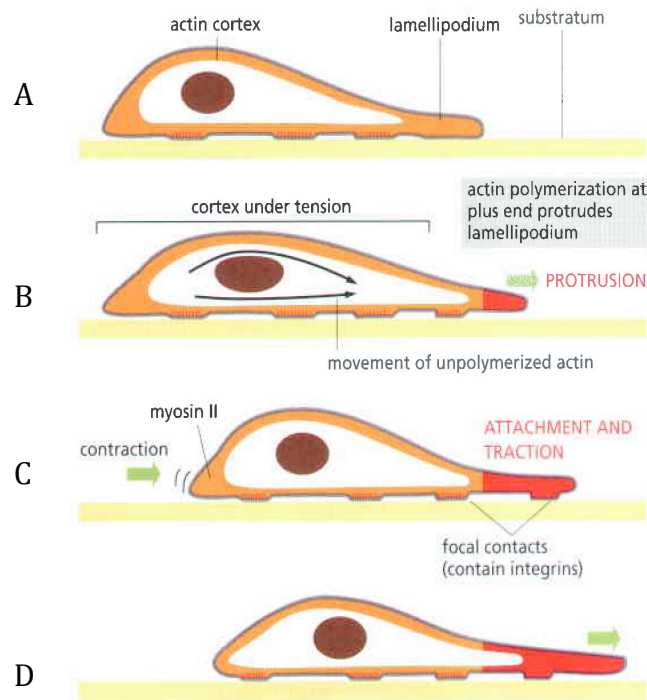 actin cortex
lamellipodium
substratum
A
cortex under tension
actin polymerization at
plus end protrudes
lamellipodium
B
PROTRUSION
movement of unpolymerized actin
myosin II
contraction
ATTACHMENT AND
TRACTION
C
focal contacts
(contain integrins)
D